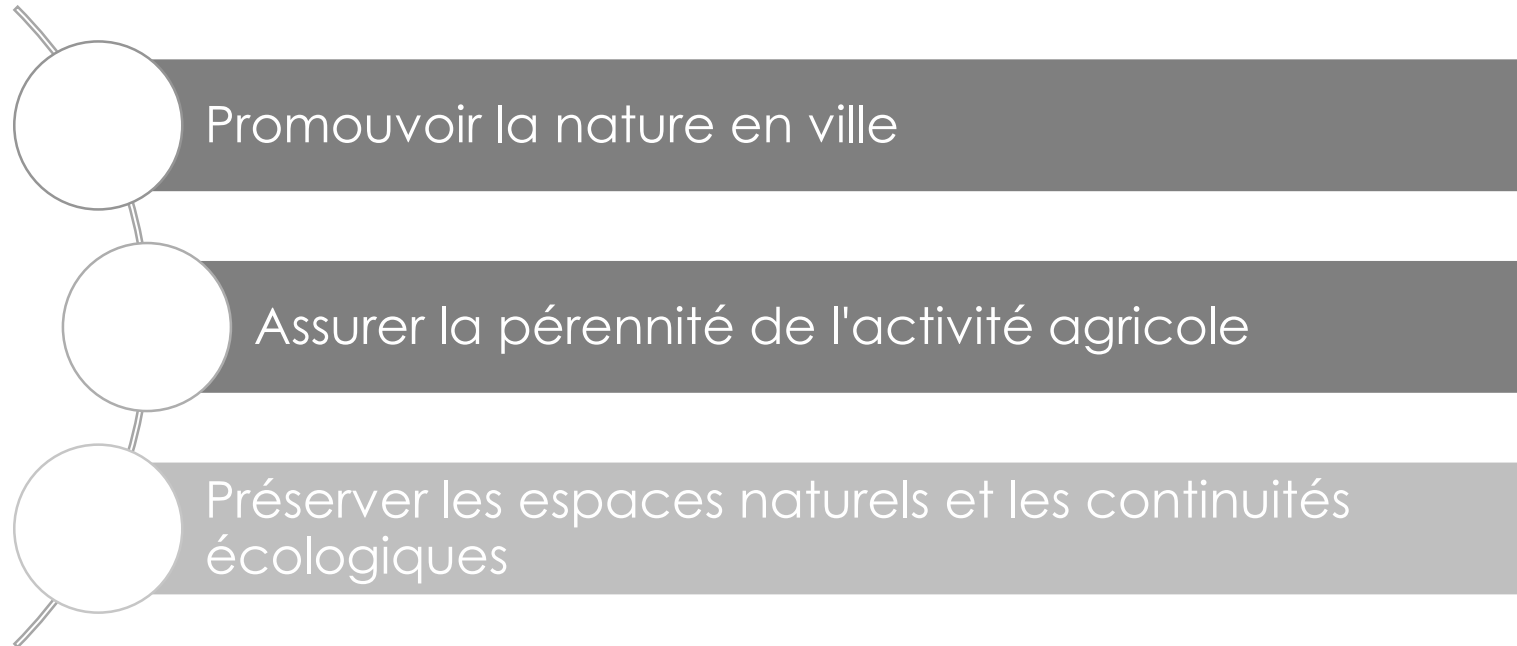 Promouvoir la nature en ville
Assurer la pérennité de l'activité agricole
Préserver les espaces naturels et les continuités
écologiques